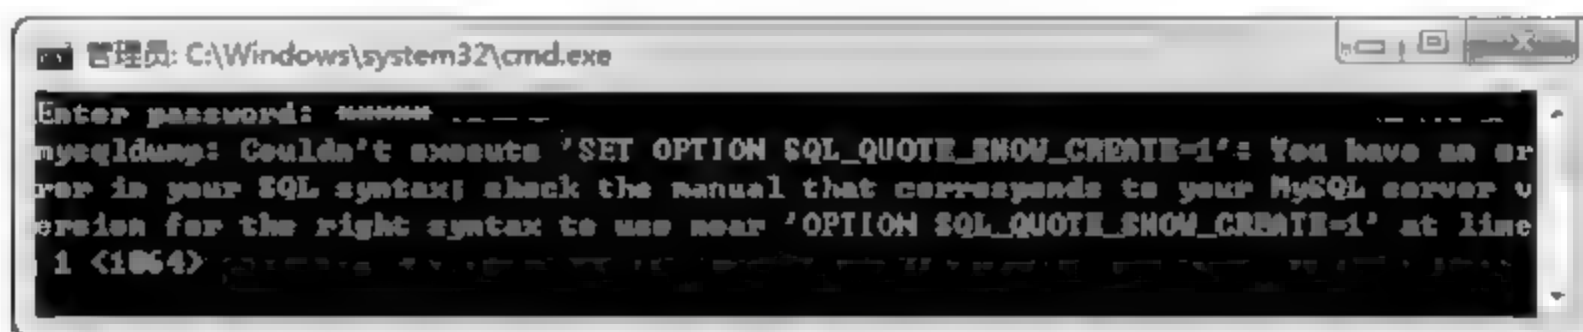 管理员: C:\Windows\system32\cmd.exe
Enter password: *****
mysqldump: Couldn't execute 'SET OPTION SQL_QUOTE_SHOW_CREATE=1': You have an er
ror in your SQL syntax; check the manual that corresponds to your MySQL server v
ersion for the right syntax to use near 'OPTION SQL_QUOTE_SHOW_CREATE=1' at line
1 <1064>